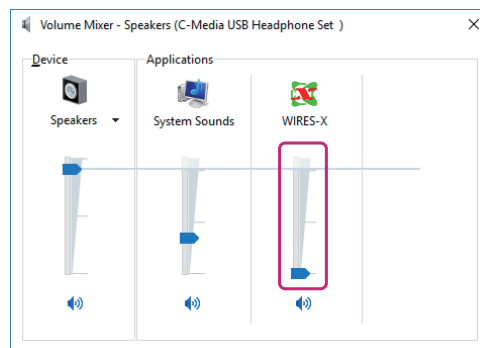 Volume Mixer - Speakers (C-Media USB Headphone Set )
Device
Applications
Speakers
System Sounds
WIRES-X